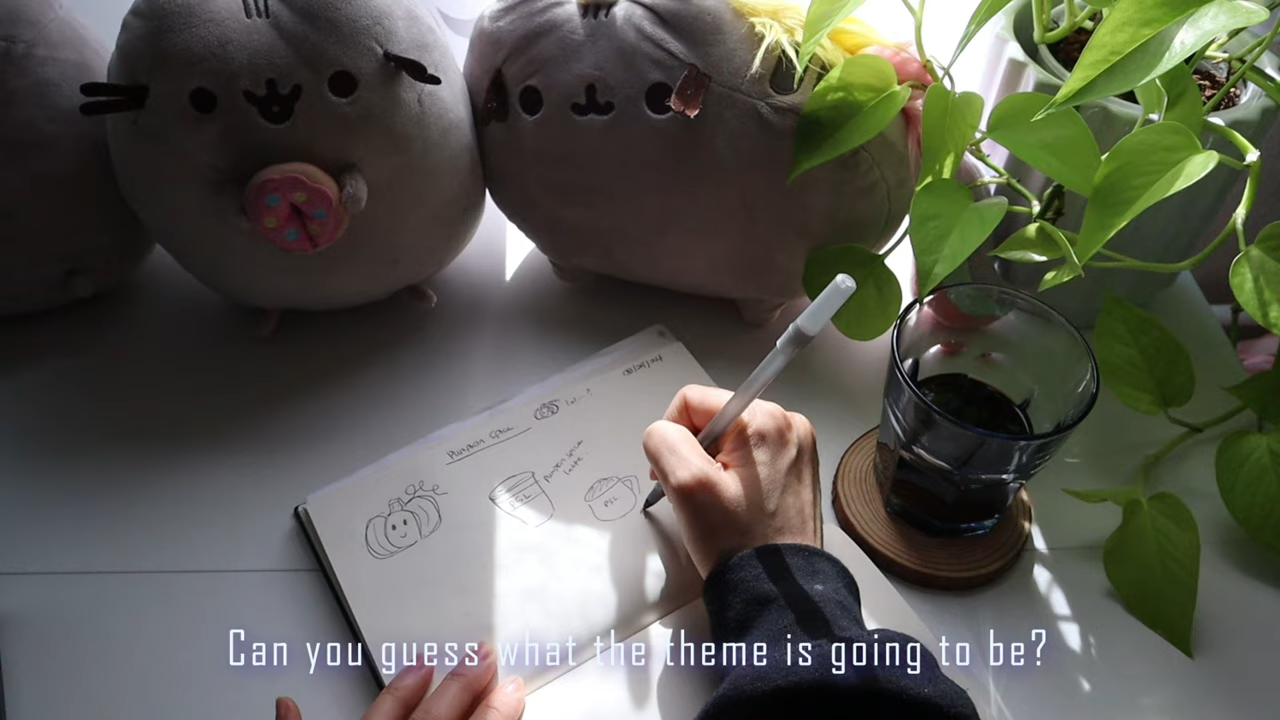 Pumpkin Spice
pumpkin spice
latte
PSL
PSL
Can you guess what the theme is going to be?